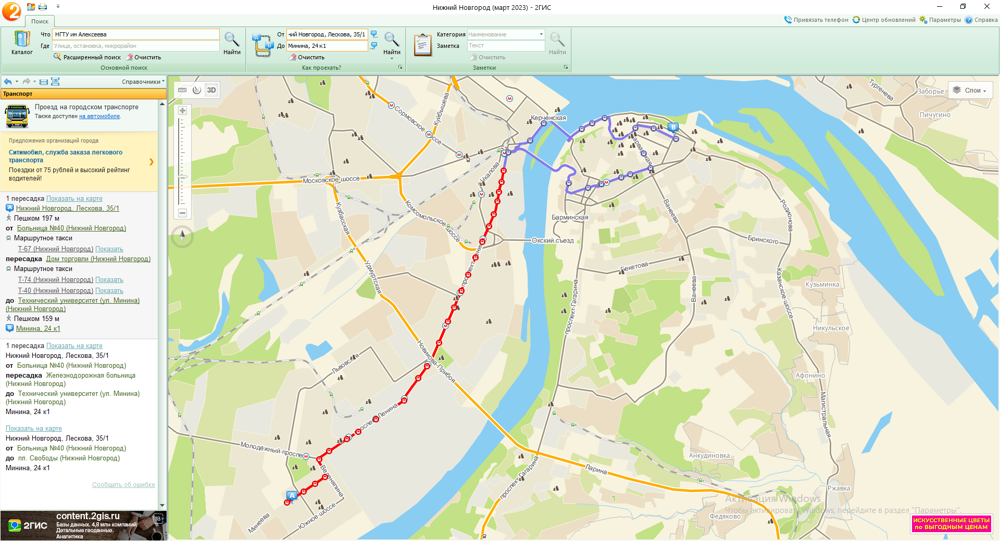 Нижний Новгород (март 2023) - 2ГИС
Поиск
Привязать телефон
Центр обновлений
Параметры
Справка
Каталог
Что
НГТУ им Алексеева
Где
Улица, остановка, микрорайон
Расширенный поиск
Очистить
Найти
Основной поиск
От
ий Новгород, Лескова, 35/1
До
Минина, 24 к1
Очистить
Найти
Как проехать?
Категория
Наименование
Заметка
Текст
Очистить
Найти
Заметки
Справочники
Транспорт
Проезд на городском транспорте
Также доступен на автомобиле.
Предложения организаций города
Ситимобил, служба заказа легкового
транспорта
Поездки от 75 рублей и высокий рейтинг
водителей!
1 пересадка Показать на карте
A Нижний Новгород, Лескова, 35/1
Пешком 197 м
от Больница №40 (Нижний Новгород)
Маршрутное такси
Т-67 (Нижний Новгород) Показать
пересадка Дом торговли (Нижний Новгород)
Маршрутное такси
Т-74 (Нижний Новгород) Показать
Т-40 (Нижний Новгород) Показать
до Технический университет (ул. Минина)
(Нижний Новгород)
Пешком 159 м
B Минина, 24 к1
1 пересадка Показать на карте
Нижний Новгород, Лескова, 35/1
от Больница №40 (Нижний Новгород)
пересадка Железнодорожная больница
(Нижний Новгород)
до Технический университет (ул. Минина)
(Нижний Новгород)
Минина, 24 к1
Показать на карте
Нижний Новгород, Лескова, 35/1
от Больница №40 (Нижний Новгород)
до пл. Свободы (Нижний Новгород)
Минина, 24 к1
Сообщить об ошибке
2ГИС
content.2gis.ru
Базы данных. 4,8 млн компаний
Детальные геоданные.
Аналитика
18+
3D
Слои
Тургенева
Заборье
Пичугино
Сормовское шоссе
Куйбышева
Керченская
B
Чкалова
Московское шоссе
Кузбасская
Комсомольское шоссе
Барминская
Ванеева
Родионова
Окский съезд
Бринского
Удмуртская
Бекетова
Ванеева
Казанское шоссе
Кузьминка
проспект Гагарина
Никульское
Львовская
Новикова-Прибоя
Афонино
Магистральная
Ленина
Молодёжный проспе
Веденяпина
Анкудиновка
Ларина
проспект Гагарина
Ржавка
A
Минеева
Южное шоссе
Федяково
Активация Windows
Чтобы активировать Windows, перейдите в раздел "Параметры".
ИСКУССТВЕННЫЕ ЦВЕТЫ
по ВЫГОДНЫМ ЦЕНАМ